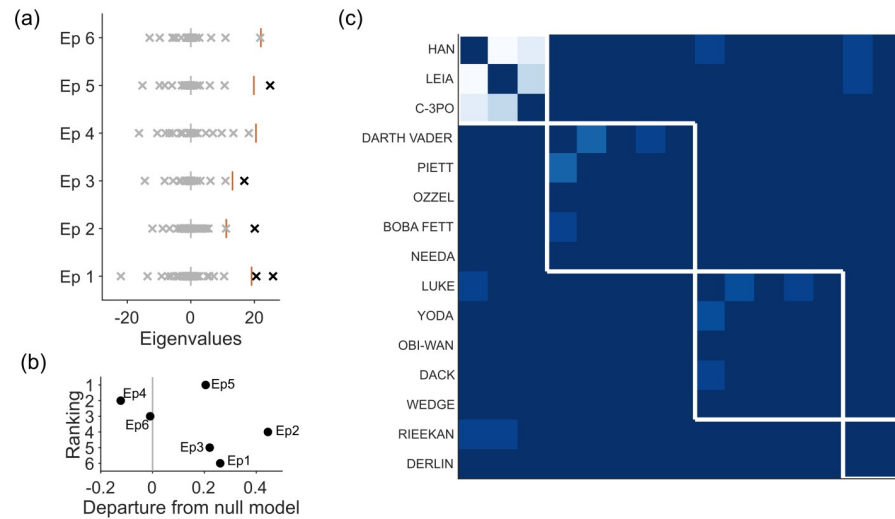 (a)
Ep 6
Ep 5
Ep 4
Ep 3
Ep 2
Ep 1
-20 0 20
Eigenvalues
(b)
Ranking
1
2
3
4
5
6
Ep5
Ep4
Ep6
Ep2
Ep3
Ep1
-0.2 0 0.2 0.4
Departure from null model
(c)
HAN
LEIA
C-3PO
DARTH VADER
PIETT
OZZEL
BOBA FETT
NEEDA
LUKE
YODA
OBI-WAN
DACK
WEDGE
RIEEKAN
DERLIN